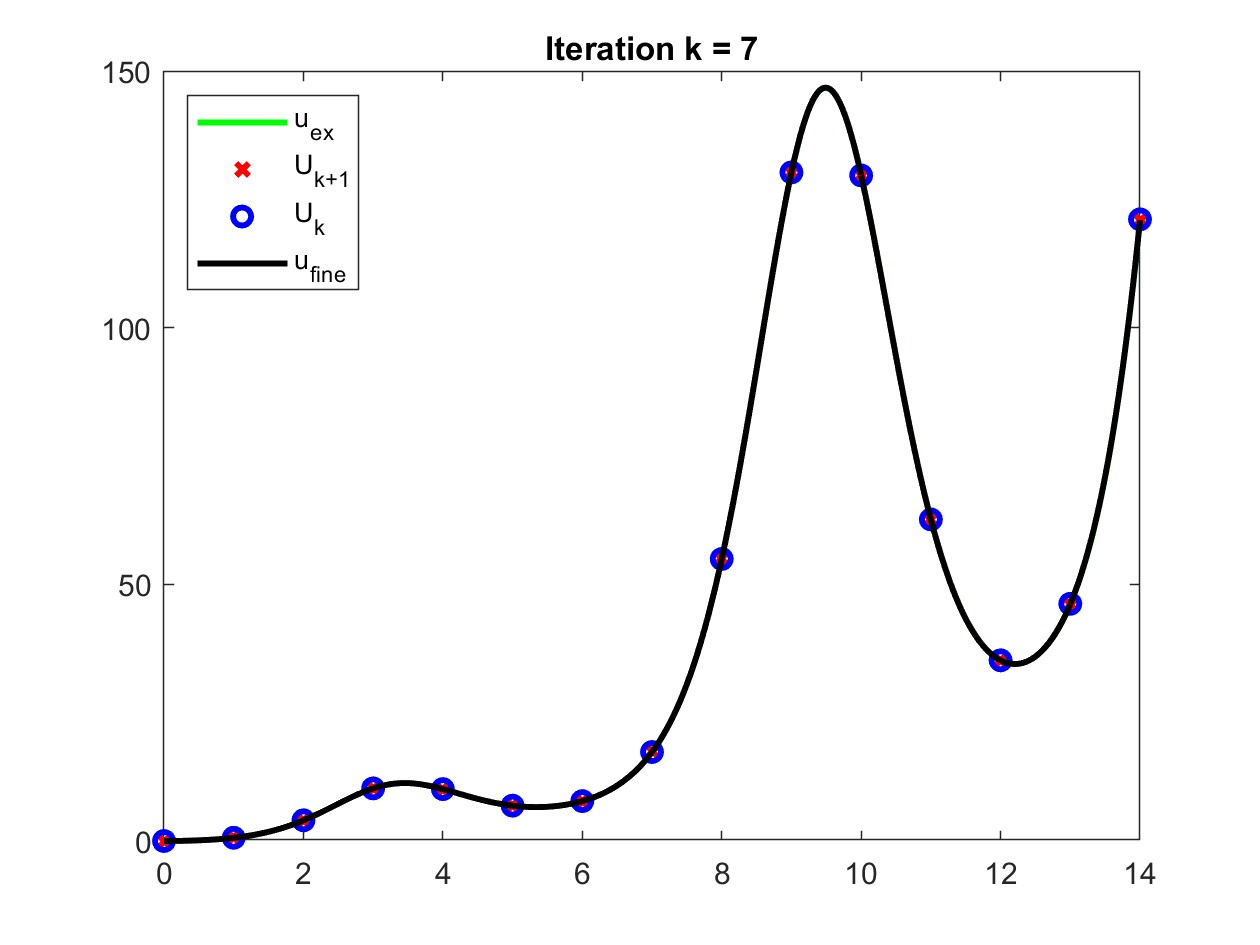 Iteration k = 7
150
100
50
0
u_ex
U_k+1
U_k
u_fine
0 2 4 6 8 10 12 14